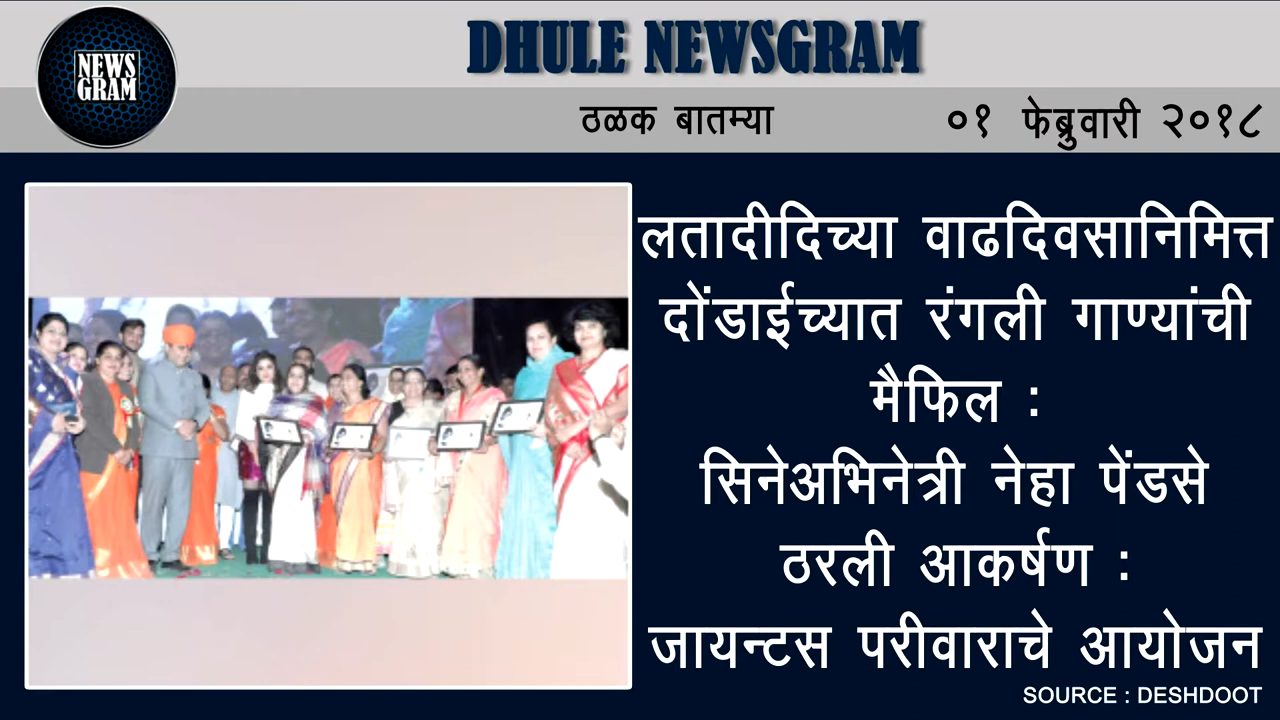 NEWS
GRAM
DHULE NEWSGRAM
ठळक बातम्या
०१ फेब्रुवारी २०१८
लतादीदिच्या वाढदिवसानिमित्त
दोंडाईच्यात रंगली गाण्यांची
मैफिल :
सिनेअभिनेत्री नेहा पेंडसे
ठरली आकर्षण :
जायन्टस परीवाराचे आयोजन
SOURCE : DESHDOOT